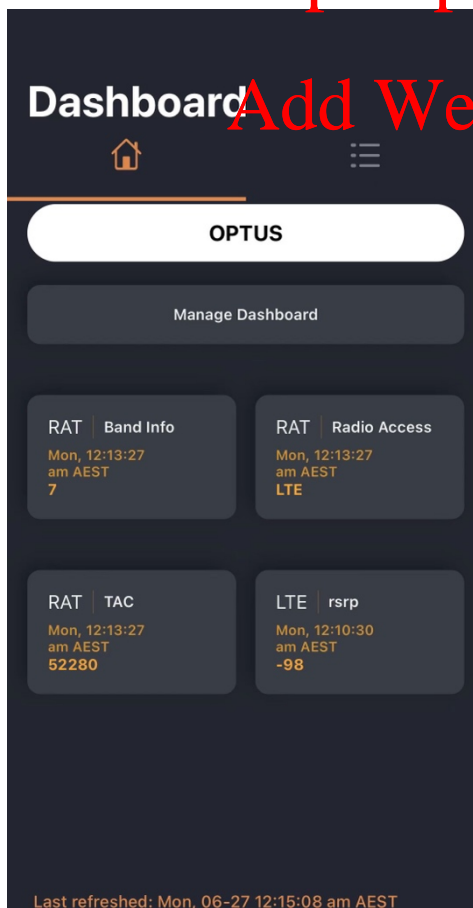 Dashboard
Add We
OPTUS
Manage Dashboard
RAT Band Info
Mon, 12:13:27
am AEST
7
RAT Radio Access
Mon, 12:13:27
am AEST
LTE
RAT TAC
Mon, 12:13:27
am AEST
52280
LTE rsrp
Mon, 12:10:30
am AEST
-98
Last refreshed: Mon, 06-27 12:15:08 am AEST